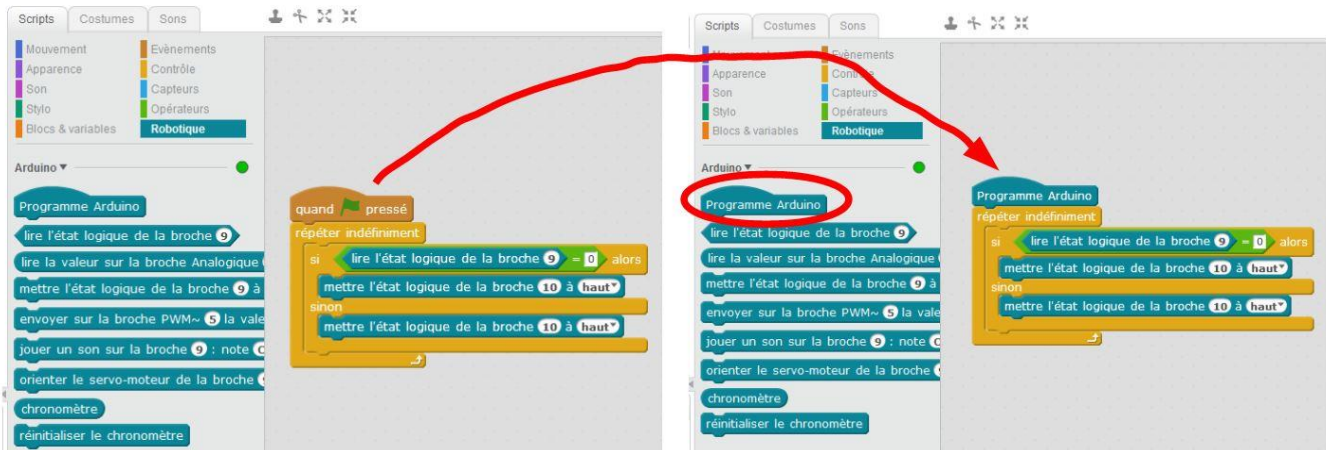 Scripts Costumes Sons
Mouvement Evènements
Apparence Contrôle
Son Capteurs
Stylo Opérateurs
Blocs & variables Robotique
Arduino
Programme Arduino
lire l'état logique de la broche 9
lire la valeur sur la broche Analogique
mettre l'état logique de la broche 9 à
envoyer sur la broche PWM~ 5 la vale
jouer un son sur la broche 9 : note C
orienter le servo-moteur de la broche
chronomètre
réinitialiser le chronomètre
quand pressé
répéter indéfiniment
si lire l'état logique de la broche 9 = 0 alors
mettre l'état logique de la broche 10 à haut
sinon
mettre l'état logique de la broche 10 à haut
Scripts Costumes Sons
Evènements
Apparence Contrôle
Son Capteurs
Stylo Opérateurs
Blocs & variables Robotique
Arduino
Programme Arduino
lire l'état logique de la broche 9
lire la valeur sur la broche Analogique
mettre l'état logique de la broche 9 à
envoyer sur la broche PWM~ 5 la vale
jouer un son sur la broche 9 : note C
orienter le servo-moteur de la broche
chronomètre
réinitialiser le chronomètre
Programme Arduino
répéter indéfiniment
si lire l'état logique de la broche 9 = 0 alors
mettre l'état logique de la broche 10 à haut
sinon
mettre l'état logique de la broche 10 à haut